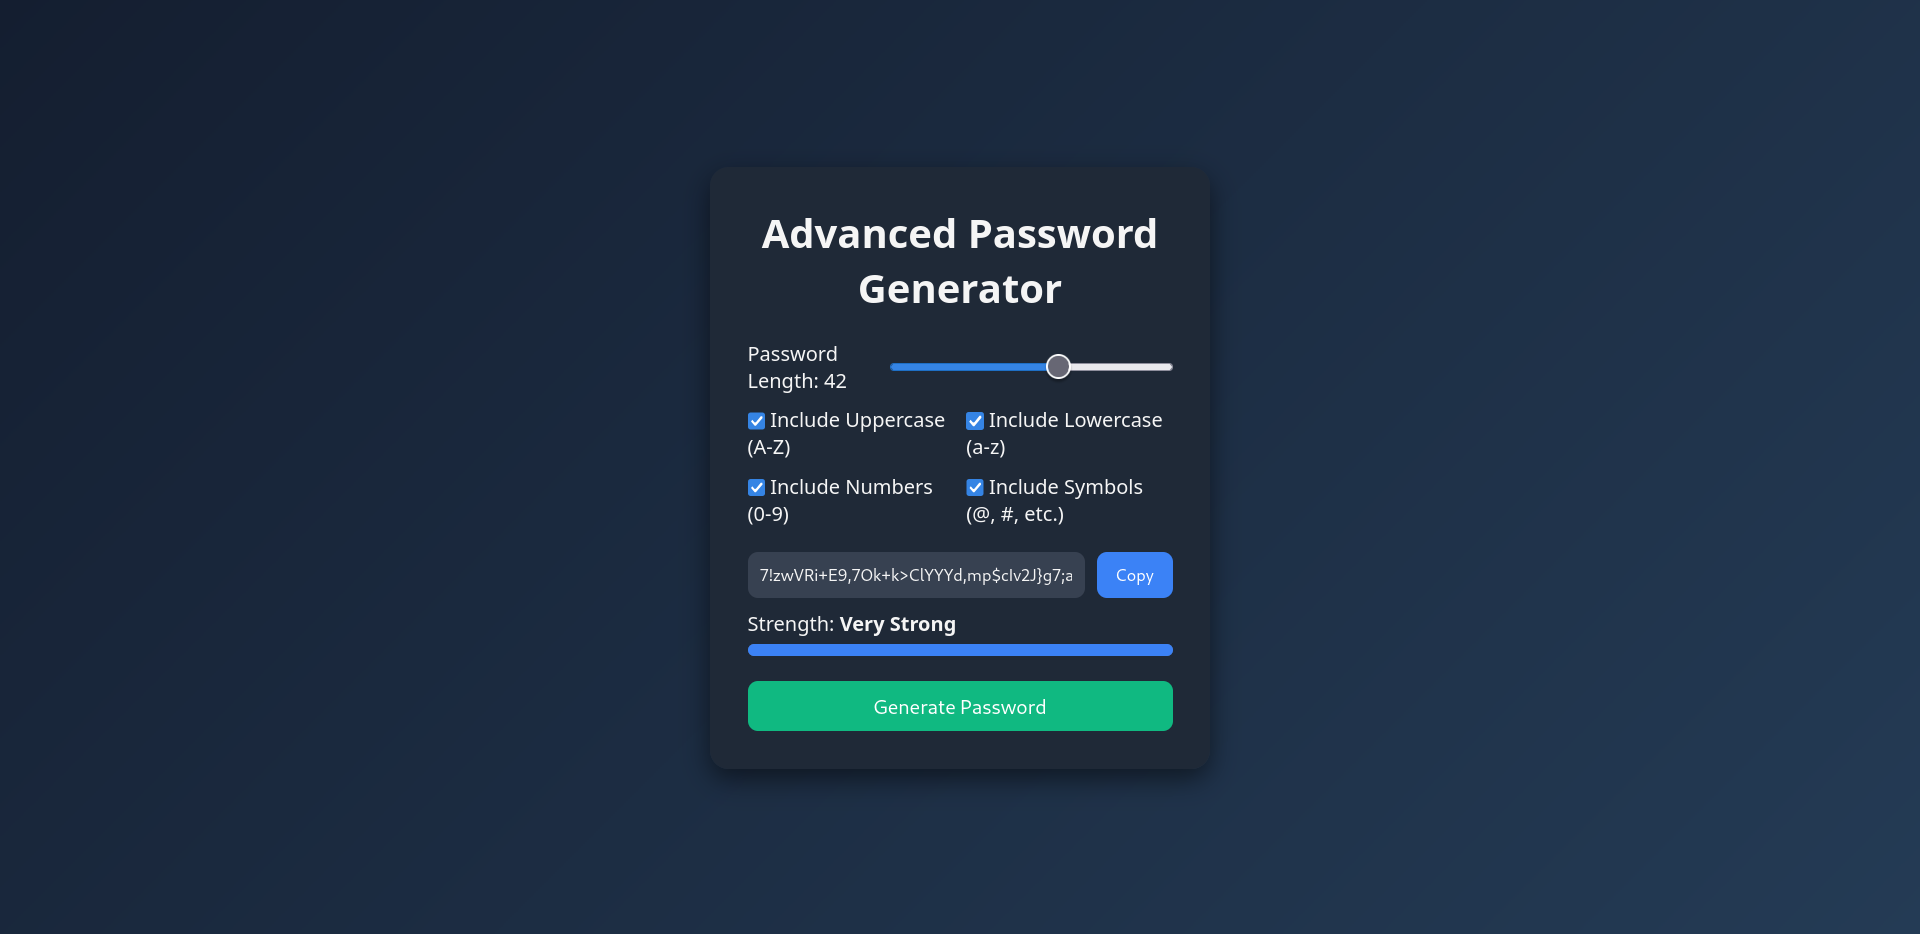 Advanced Password
Generator
Password
Length: 42
Include Uppercase
(A-Z)
Include Lowercase
(a-z)
Include Numbers
(0-9)
Include Symbols
(@, #, etc.)
7!zwVRi+E9,7Ok+k>ClYYYd,mp$cIv2J}g7;a
Copy
Strength: Very Strong
Generate Password